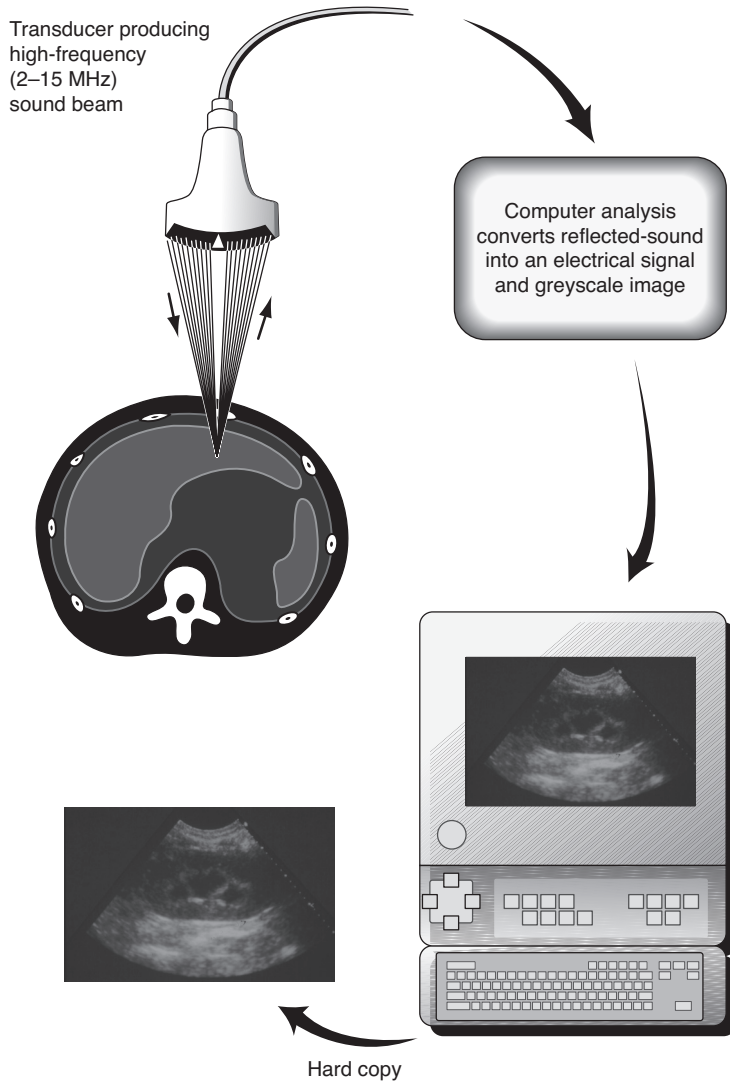 Transducer producing
high-frequency
(2–15 MHz)
sound beam
Computer analysis
converts reflected-sound
into an electrical signal
and greyscale image
Hard copy